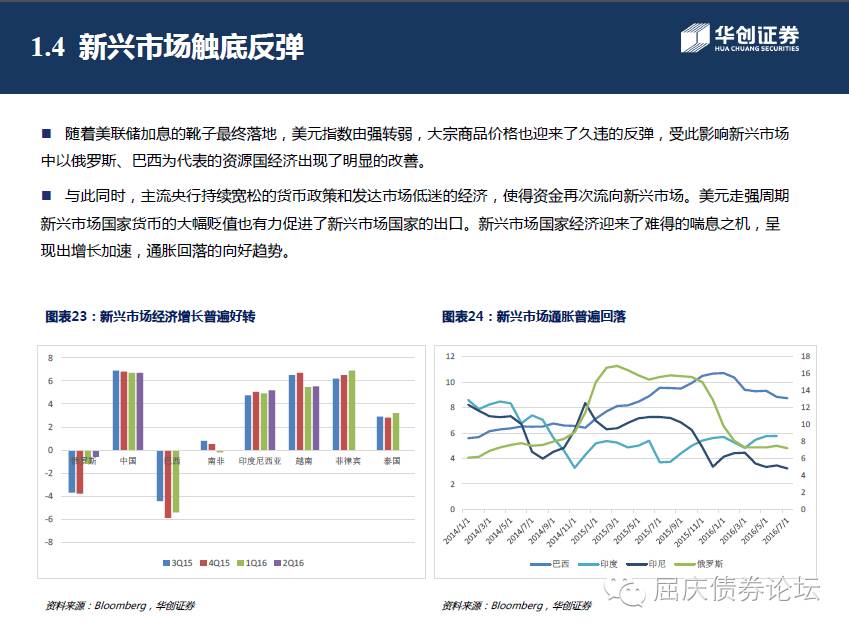 1.4 新兴市场触底反弹
华创证券
HUA CHUANG SECURITIES
■ 随着美联储加息的靴子最终落地，美元指数由强转弱，大宗商品价格也迎来了久违的反弹，受此影响新兴市场
中以俄罗斯、巴西为代表的资源国经济出现了明显的改善。
■ 与此同时，主流央行持续宽松的货币政策和发达市场低迷的经济，使得资金再次流向新兴市场。美元走强周期
新兴市场国家货币的大幅贬值也有力促进了新兴市场国家的出口。新兴市场国家经济迎来了难得的喘息之机，呈
现出增长加速，通胀回落的向好趋势。
图表23：新兴市场经济增长普遍好转
8
6
4
2
0
-2
-4
-6
-8
俄罗斯 中国 巴西 南非 印度尼西亚 越南 菲律宾 泰国
3Q15 4Q15 1Q16 2Q16
资料来源：Bloomberg，华创证券
图表24：新兴市场通胀普遍回落
12
10
8
6
4
2
0
18
16
14
12
10
8
6
4
2
0
2014/1/1 2014/3/1 2014/5/1 2014/7/1 2014/9/1 2014/11/1 2015/1/1 2015/3/1 2015/5/1 2015/7/1 2015/9/1 2015/11/1 2016/1/1 2016/3/1 2016/5/1 2016/7/1
巴西 印度 印尼 俄罗斯
资料来源：Bloomberg，华创证券
屈庆债券论坛